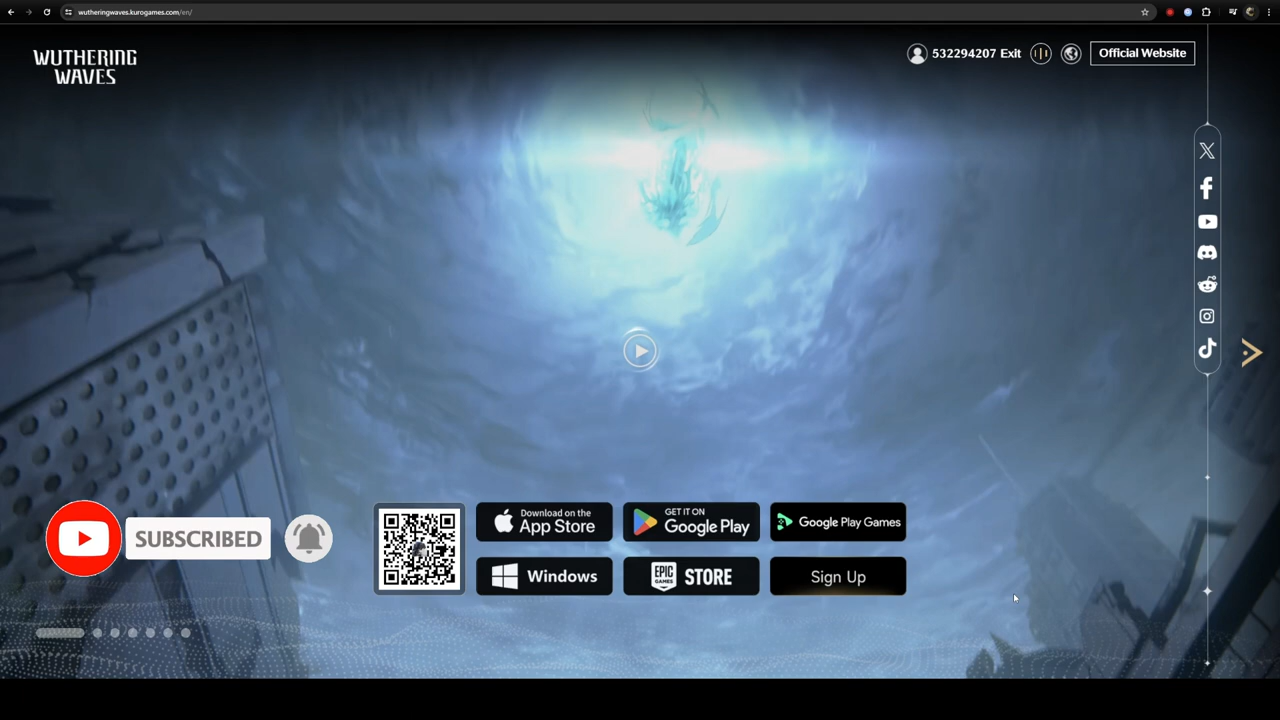 wutheringwaves.kurogames.com/en/
WUTHERING
WAVES
532294207 Exit
Official Website
SUBSCRIBED
Download on the
App Store
GET IT ON
Google Play
Google Play Games
Windows
EPIC
GAMES
STORE
Sign Up